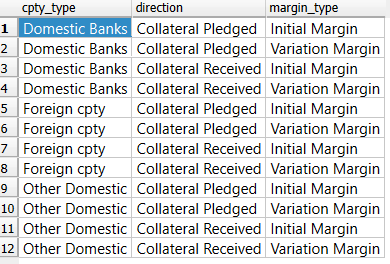 cpty_type direction margin_type
1 Domestic Banks Collateral Pledged Initial Margin
2 Domestic Banks Collateral Pledged Variation Margin
3 Domestic Banks Collateral Received Initial Margin
4 Domestic Banks Collateral Received Variation Margin
5 Foreign cpty Collateral Pledged Initial Margin
6 Foreign cpty Collateral Pledged Variation Margin
7 Foreign cpty Collateral Received Initial Margin
8 Foreign cpty Collateral Received Variation Margin
9 Other Domestic Collateral Pledged Initial Margin
10 Other Domestic Collateral Pledged Variation Margin
11 Other Domestic Collateral Received Initial Margin
12 Other Domestic Collateral Received Variation Margin